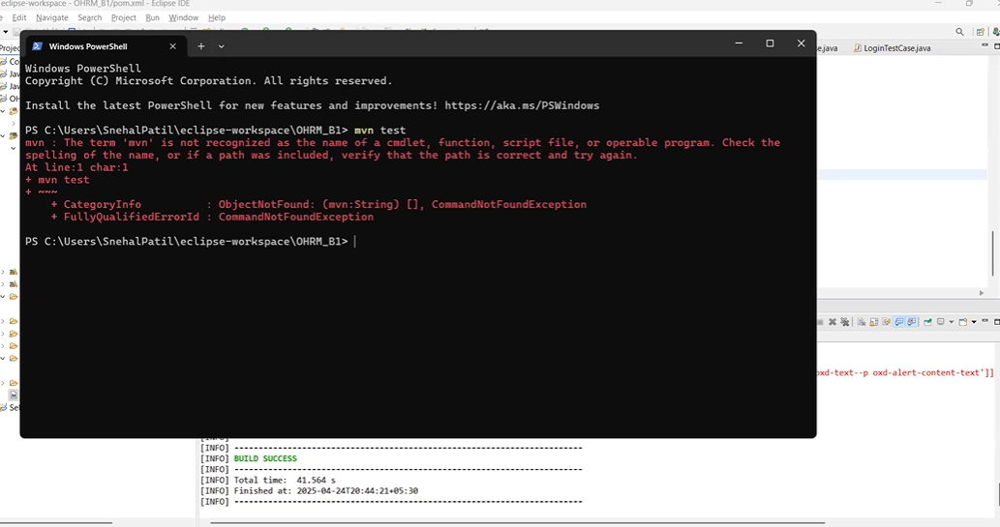 eclipse-workspace - OHRM_B1/pom.xml - Eclipse IDE
Edit Navigate Search Project Run Window Help
Windows PowerShell
LoginTestCase.java
Windows PowerShell
Copyright (C) Microsoft Corporation. All rights reserved.
Install the latest PowerShell for new features and improvements! https://aka.ms/PSWindows
PS C:\Users\SnehalPatil\eclipse-workspace\OHRM_B1> mvn test
mvn : The term 'mvn' is not recognized as the name of a cmdlet, function, script file, or operable program. Check the
spelling of the name, or if a path was included, verify that the path is correct and try again.
At line:1 char:1
+ mvn test
+ ~~~
+ CategoryInfo : ObjectNotFound: (mvn:String) [], CommandNotFoundException
+ FullyQualifiedErrorId : CommandNotFoundException
PS C:\Users\SnehalPatil\eclipse-workspace\OHRM_B1>
oxd-text--p oxd-alert-content-text']]
[INFO] ------------------------------------------------------------------------
[INFO] BUILD SUCCESS
[INFO] ------------------------------------------------------------------------
[INFO] Total time: 41.564 s
[INFO] Finished at: 2025-04-24T20:44:21+05:30
[INFO] ------------------------------------------------------------------------